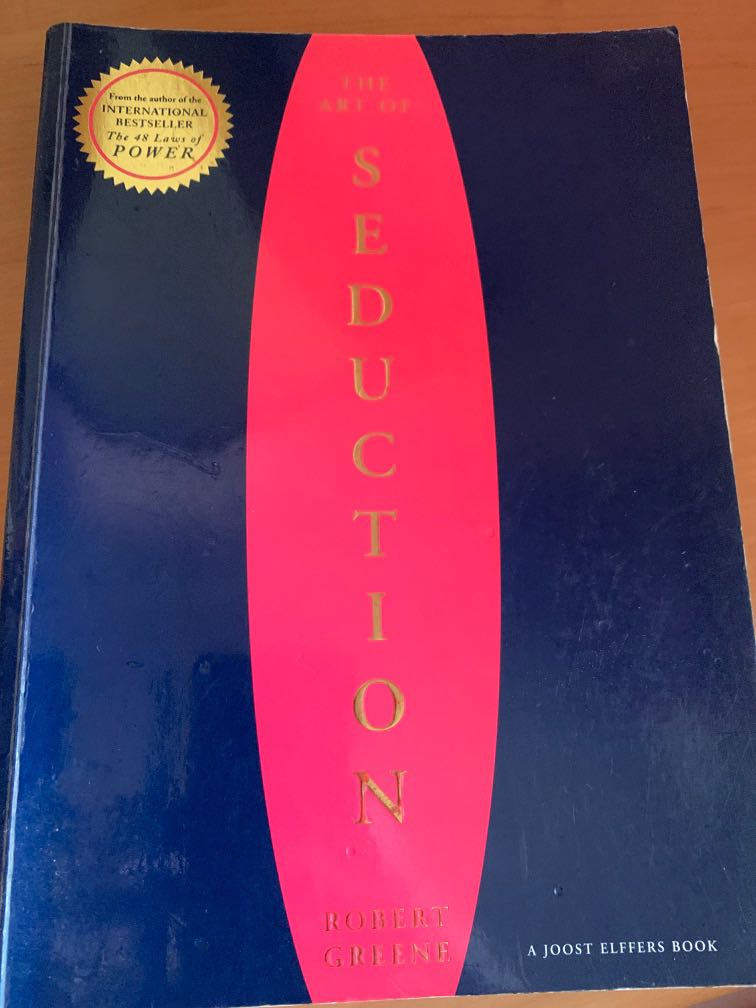 From the author of the
INTERNATIONAL
BESTSELLER
The 48 Laws of
POWER
THE
ART OF
S
E
D
U
C
T
I
O
N
ROBERT
GREENE
A JOOST ELFFERS BOOK